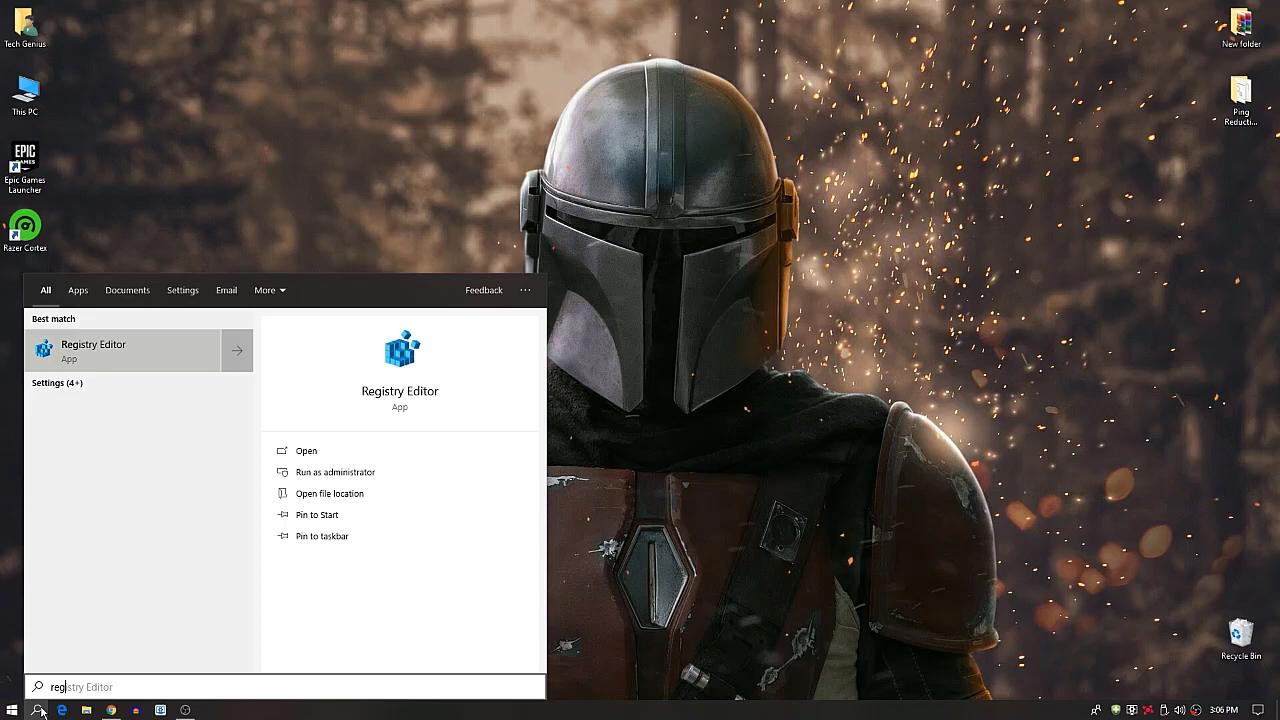 Tech Genius
This PC
EPIC
GAMES
Epic Games
Launcher
Razer Cortex
New folder
Ping
Reducti...
Recycle Bin
All
Apps
Documents
Settings
Email
More
Feedback
...
Best match
Registry Editor
App
Settings (4+)
Registry Editor
App
Open
Run as administrator
Open file location
Pin to Start
Pin to taskbar
registry Editor
3:06 PM